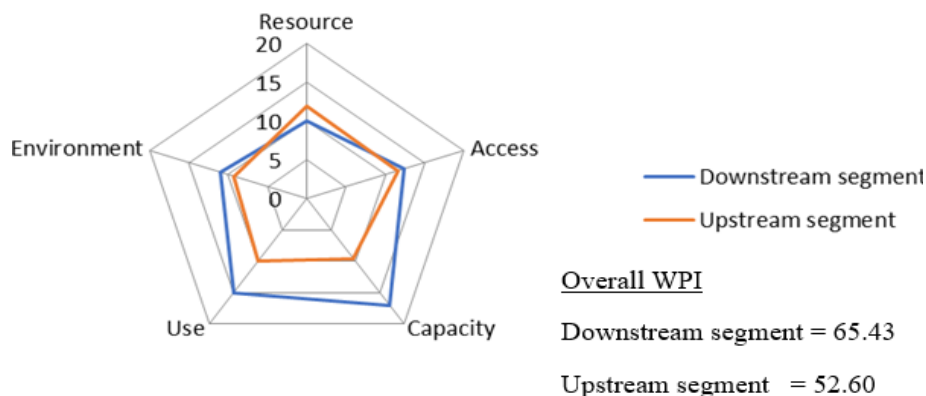 Resource
20
15
10
5
0
Environment
Access
Use
Capacity
Downstream segment
Upstream segment
Overall WPI
Downstream segment = 65.43
Upstream segment = 52.60